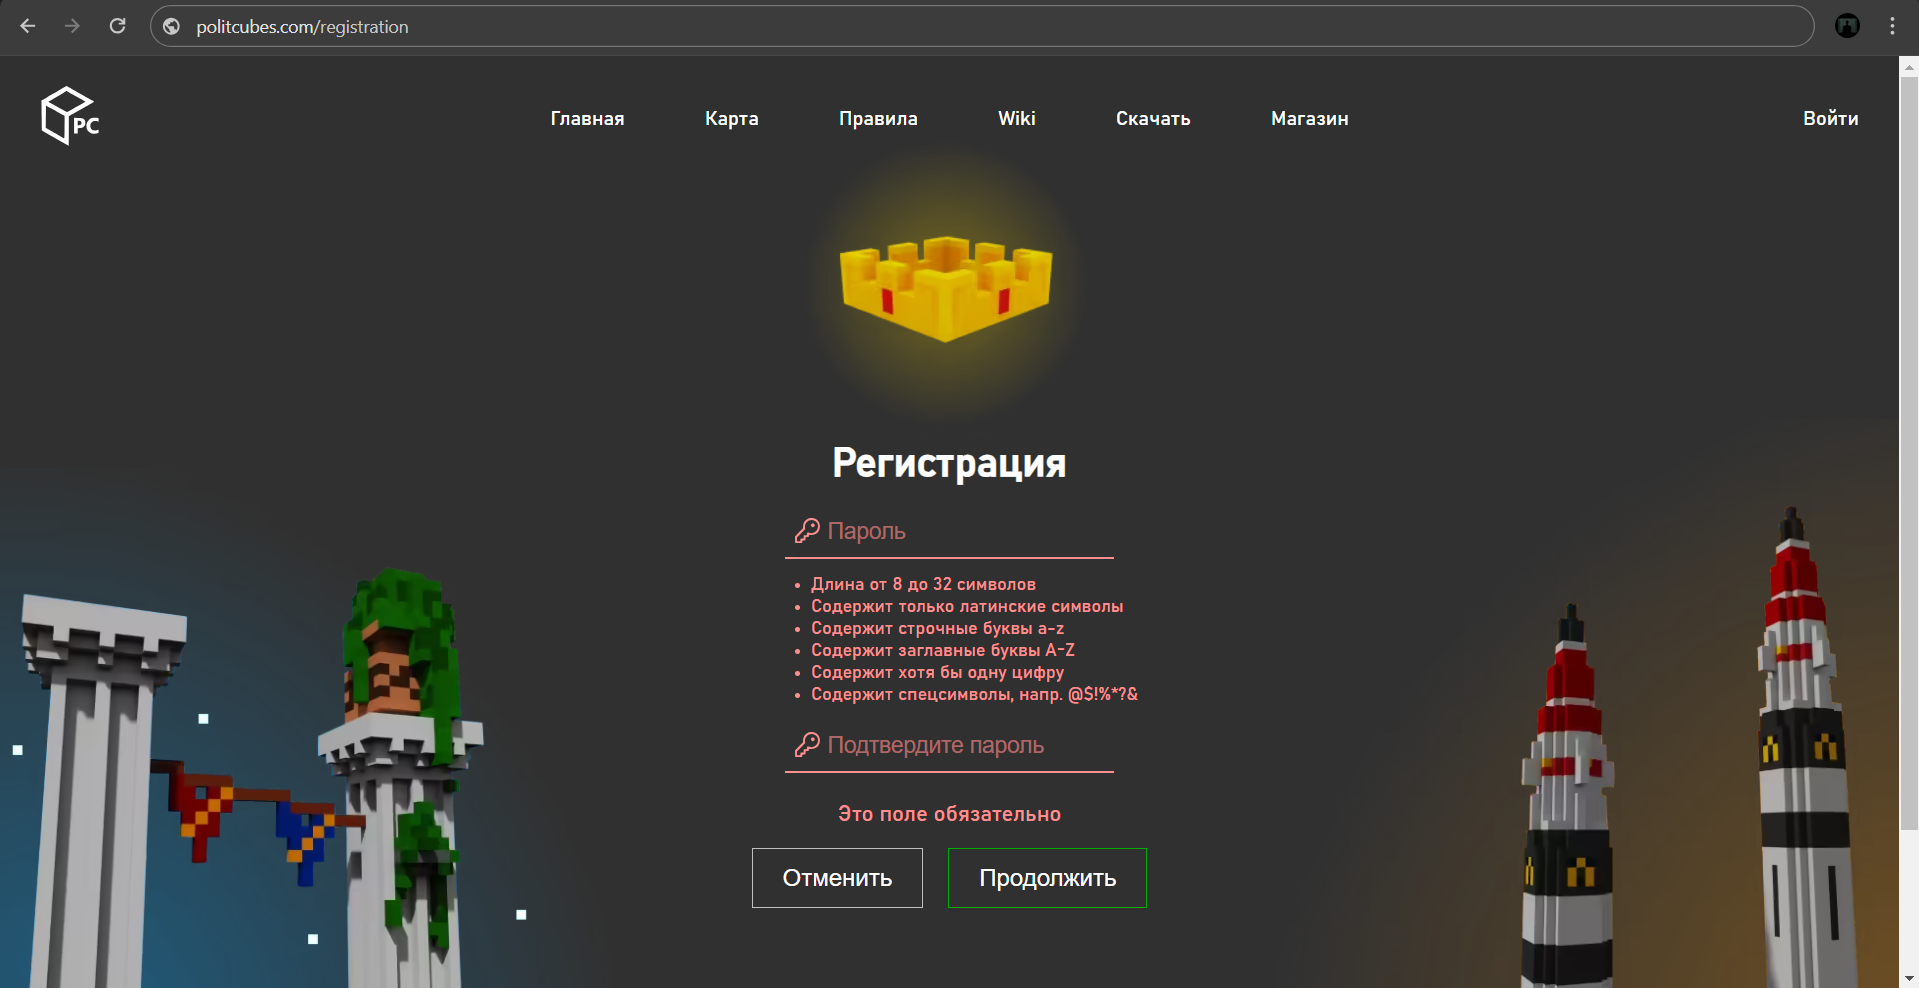 politcubes.com/registration
PC
Главная Карта Правила Wiki Скачать Магазин Войти
Регистрация
Пароль
• Длина от 8 до 32 символов
• Содержит только латинские символы
• Содержит строчные буквы a-z
• Содержит заглавные буквы A-Z
• Содержит хотя бы одну цифру
• Содержит спецсимволы, напр. @$!%*?&
Подтвердите пароль
Это поле обязательно
Отменить Продолжить